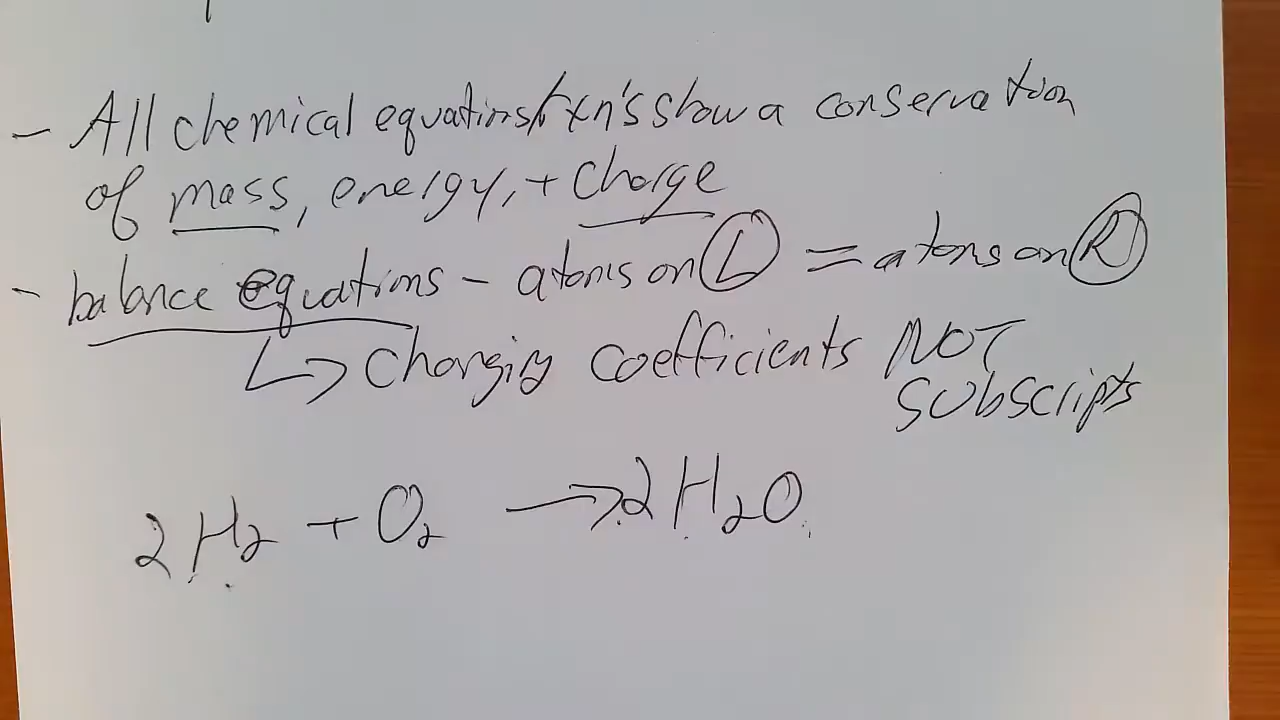 - All chemical equations/rxn's show a conservation
of mass, energy, + charge
- balance equations - atoms on L = atoms on R
↳ Changing coefficients NOT
subscripts
2H₂ + O₂ → 2H₂O